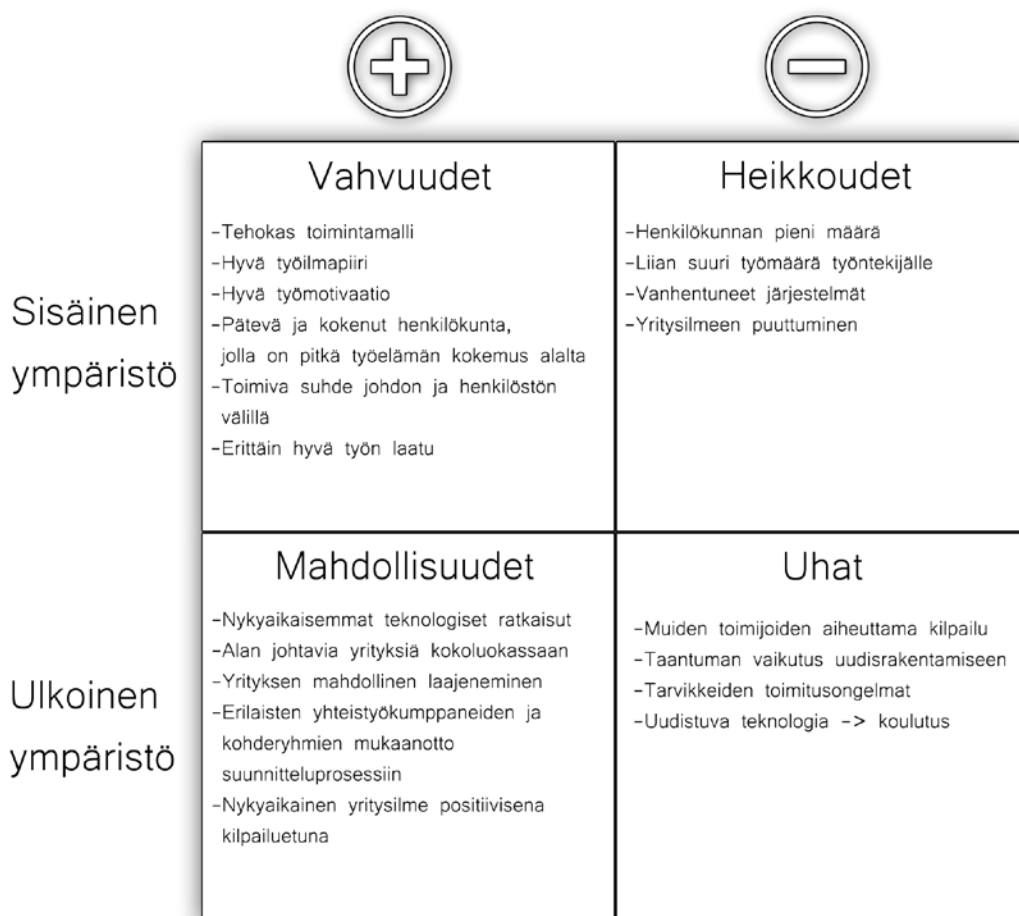 Vahvuudet
-Tehokas toimintamalli
-Hyvä työilmapiiri
-Hyvä työmotivaatio
-Pätevä ja kokenut henkilökunta,
jolla on pitkä työelämän kokemus alalta
-Toimiva suhde johdon ja henkilöstön
välillä
-Erittäin hyvä työn laatu
Heikkoudet
-Henkilökunnan pieni määrä
-Liian suuri työmäärä työntekijälle
-Vanhentuneet järjestelmät
-Yritysilmeen puuttuminen
Sisäinen
ympäristö
Mahdollisuudet
-Nykyaikaisemmat teknologiset ratkaisut
-Alan johtavia yrityksiä kokoluokassaan
-Yrityksen mahdollinen laajeneminen
-Erilaisten yhteistyökumppaneiden ja
kohderyhmien mukaanotto
suunnitteluprosessiin
-Nykyaikainen yritysilme positiivisena
kilpailuetuna
Uhat
-Muiden toimijoiden aiheuttama kilpailu
-Taantuman vaikutus uudisrakentamiseen
-Tarvikkeiden toimitusongelmat
-Uudistuva teknologia -> koulutus
Ulkoinen
ympäristö